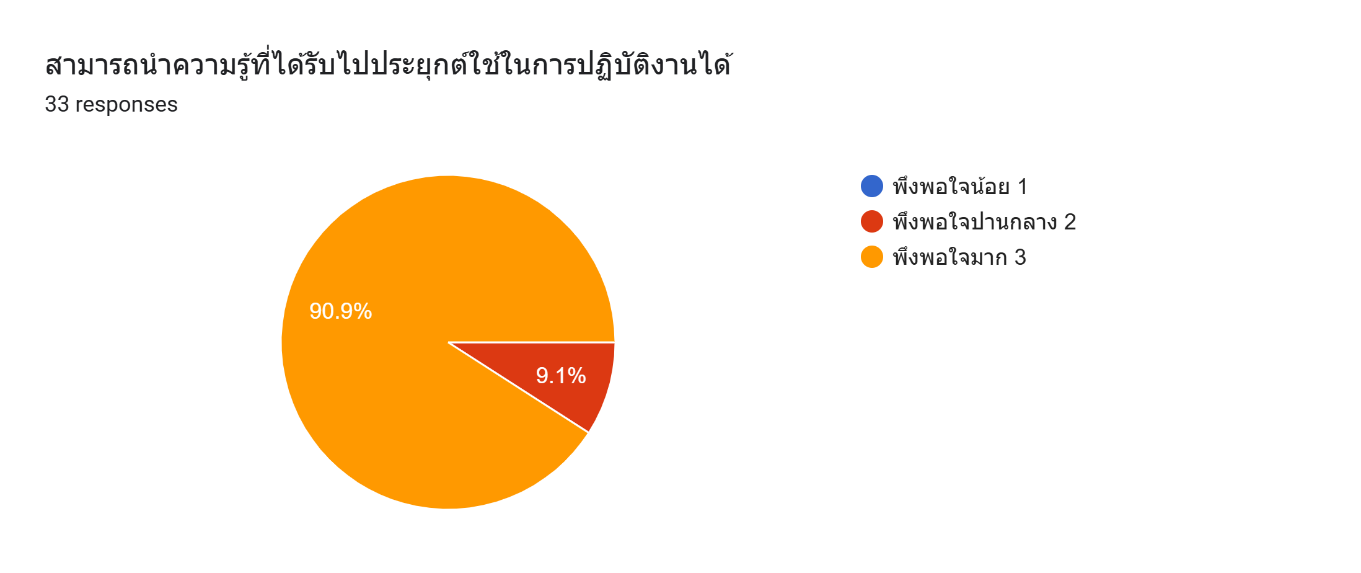 สามารถนำความรู้ที่ได้รับไปประยุกต์ใช้ในการปฏิบัติงานได้
33 responses
พึงพอใจน้อย 1
พึงพอใจปานกลาง 2
พึงพอใจมาก 3
90.9%
9.1%